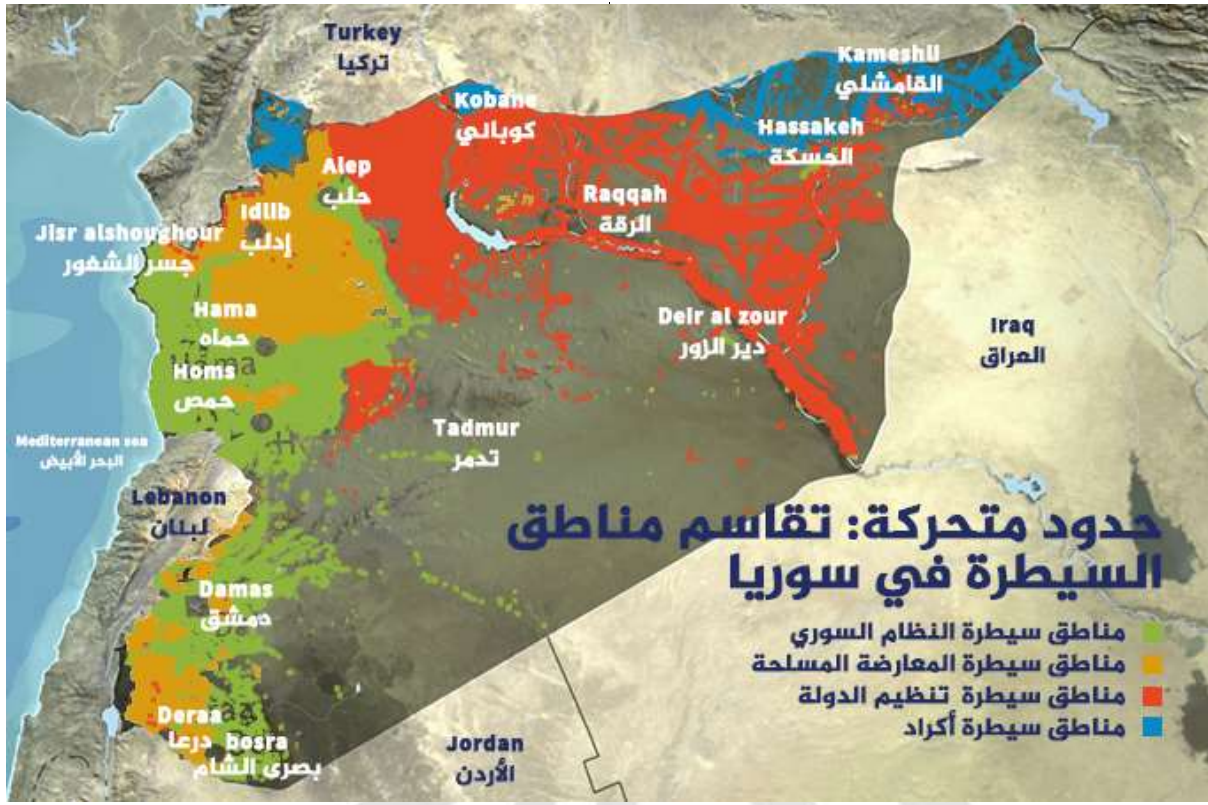 Turkey
تركيا
Kameshli
القامشلي
Kobane
كوباني
Hassakeh
الحسكة
Alep
حلب
Raqqah
الرقة
Idlib
إدلب
Jisr alshoughour
جسر الشغور
Hama
حماه
Hama
Deir al zour
دير الزور
Iraq
العراق
Homs
حمص
Tadmur
تدمر
Mediterranean sea
البحر الأبيض
Lebanon
لبنان
حدود متحركة: تقاسم مناطق
السيطرة في سوريا
Damas
دمشق
مناطق سيطرة النظام السوري
مناطق سيطرة المعارضة المسلحة
مناطق سيطرة تنظيم الدولة
مناطق سيطرة أكراد
Deraa
درعا
bosra
بصرى الشام
Jordan
الأردن